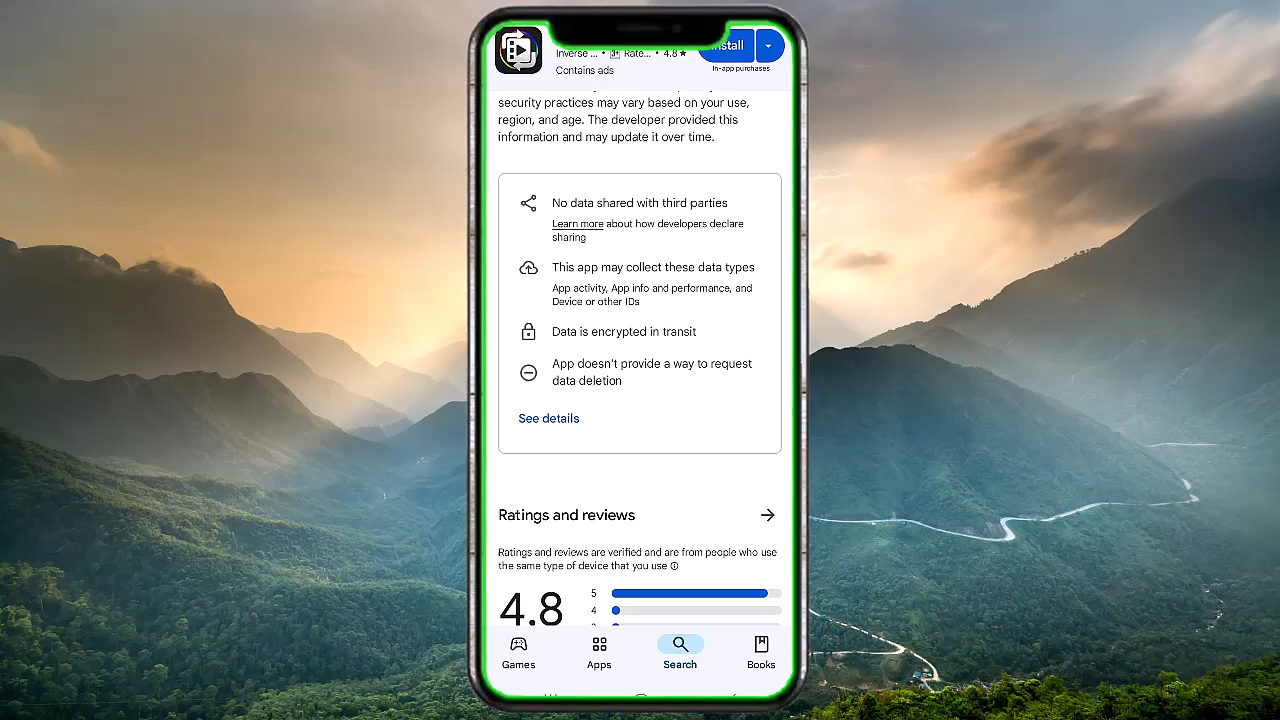 Install
Inverse ... • 3+ Rate... • 4.8 ★
Contains ads
In-app purchases
security practices may vary based on your use,
region, and age. The developer provided this
information and may update it over time.
No data shared with third parties
Learn more about how developers declare
sharing
This app may collect these data types
App activity, App info and performance, and
Device or other IDs
Data is encrypted in transit
App doesn't provide a way to request
data deletion
See details
Ratings and reviews
Ratings and reviews are verified and are from people who use
the same type of device that you use
4.8
5
4
Games
Apps
Search
Books